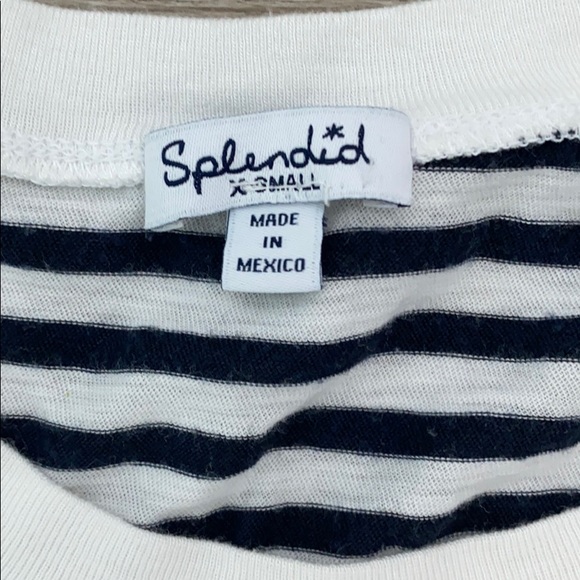 Splendid
X-SMALL
MADE
IN
MEXICO